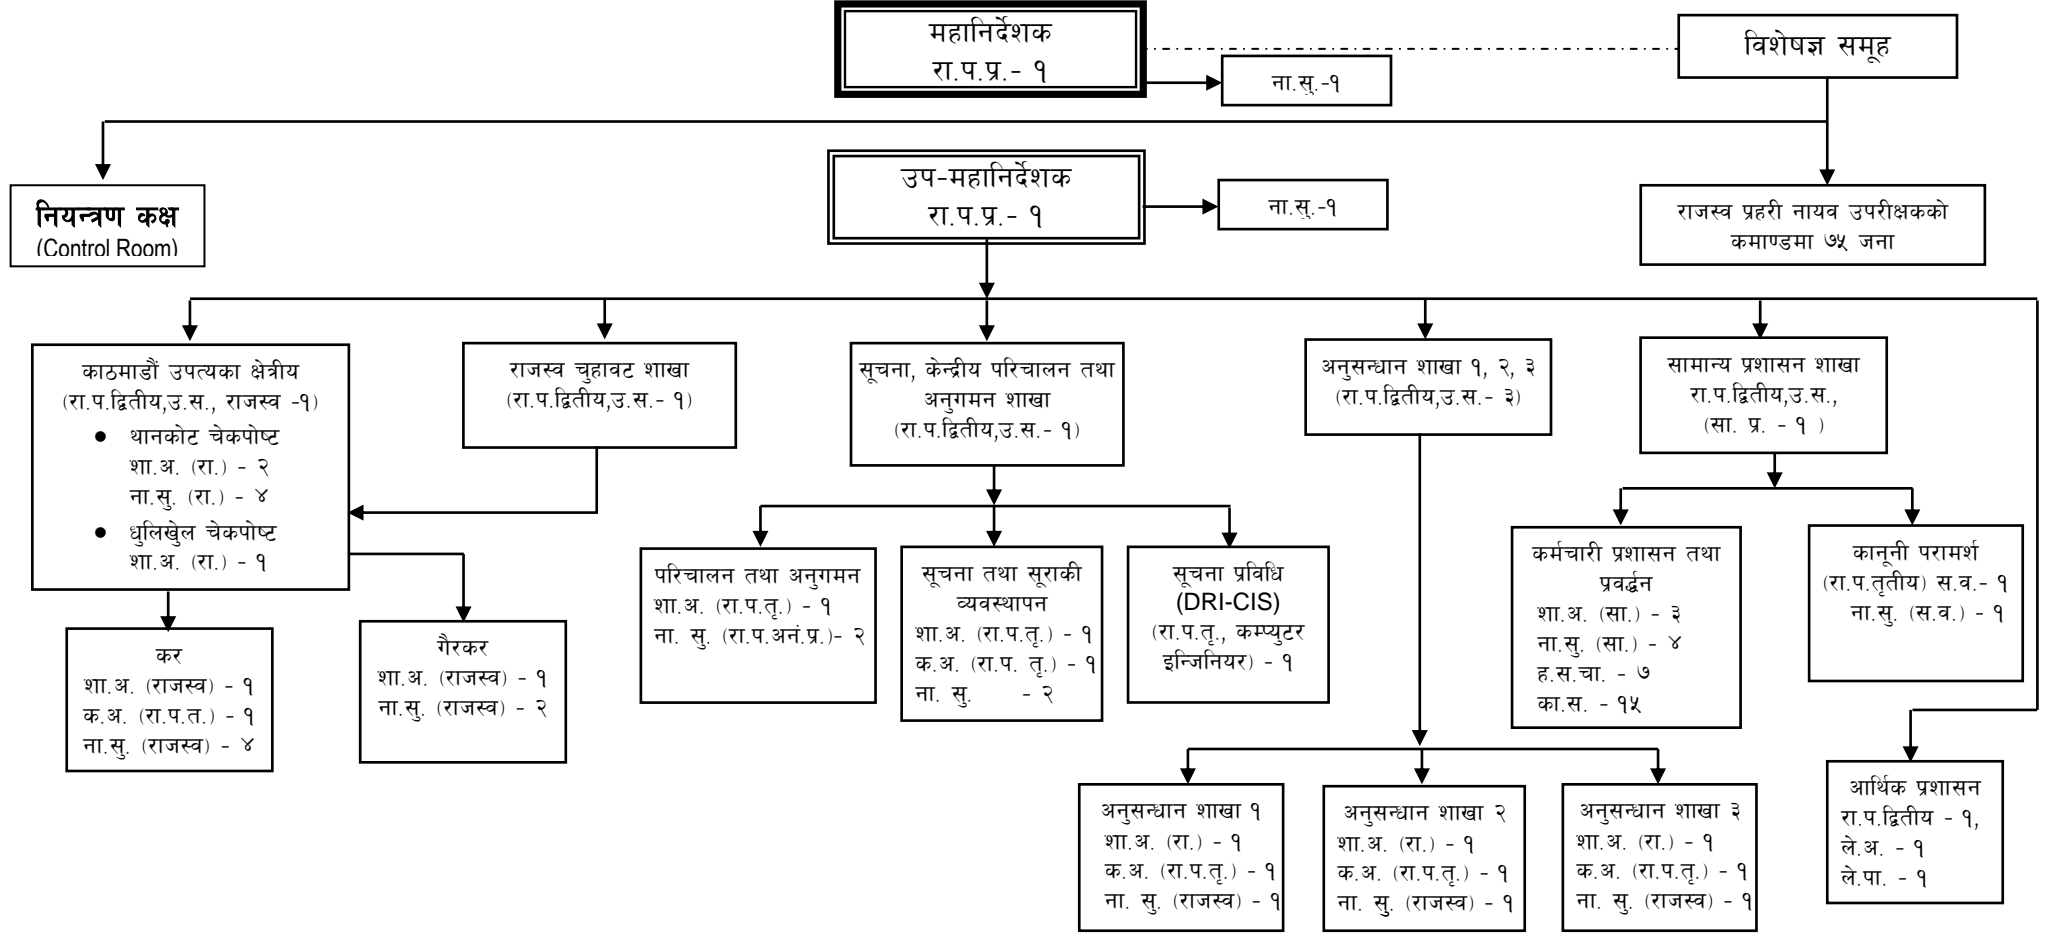 महानिर्देशक
रा.प.प्र.- १
विशेषज्ञ समूह
ना.सु.-१
उप-महानिर्देशक
रा.प.प्र.- १
ना.सु.-१
नियन्त्रण कक्ष
(Control Room)
राजस्व प्रहरी नायव उपरीक्षकको
कमाण्डमा ७५ जना
काठमाडौं उपत्यका क्षेत्रीय
(रा.प.द्वितीय,उ.स., राजस्व -१)
● थानकोट चेकपोष्ट
शा.अ. (रा.) - २
ना.सु. (रा.) - ४
● धुलिखेल चेकपोष्ट
शा.अ. (रा.) - १
राजस्व चुहावट शाखा
(रा.प.द्वितीय,उ.स.- १)
सूचना, केन्द्रीय परिचालन तथा
अनुगमन शाखा
(रा.प.द्वितीय,उ.स.- १)
अनुसन्धान शाखा १, २, ३
(रा.प.द्वितीय,उ.स.- ३)
सामान्य प्रशासन शाखा
रा.प.द्वितीय,उ.स.,
(सा. प्र. - १ )
कर
शा.अ. (राजस्व) - १
क.अ. (रा.प.त.) - १
ना.सु. (राजस्व) - ४
गैरकर
शा.अ. (राजस्व) - १
ना.सु. (राजस्व) - २
परिचालन तथा अनुगमन
शा.अ. (रा.प.तृ.) - १
ना. सु. (रा.प.अनं.प्र.)- २
सूचना तथा सूराकी
व्यवस्थापन
शा.अ. (रा.प.तृ.) - १
क.अ. (रा.प. तृ.) - १
ना. सु. - २
सूचना प्रविधि
(DRI-CIS)
(रा.प.तृ., कम्प्युटर
इन्जिनियर) - १
कर्मचारी प्रशासन तथा
प्रवर्द्धन
शा.अ. (सा.) - ३
ना.सु. (सा.) - ४
ह.स.चा. - ७
का.स. - १५
कानूनी परामर्श
(रा.प.तृतीय) स.व.- १
ना.सु. (स.व.) - १
अनुसन्धान शाखा १
शा.अ. (रा.) - १
क.अ. (रा.प.तृ.) - १
ना. सु. (राजस्व) - १
अनुसन्धान शाखा २
शा.अ. (रा.) - १
क.अ. (रा.प.तृ.) - १
ना. सु. (राजस्व) - १
अनुसन्धान शाखा ३
शा.अ. (रा.) - १
क.अ. (रा.प.तृ.) - १
ना. सु. (राजस्व) - १
आर्थिक प्रशासन
रा.प.द्वितीय - १,
ले.अ. - १
ले.पा. - १